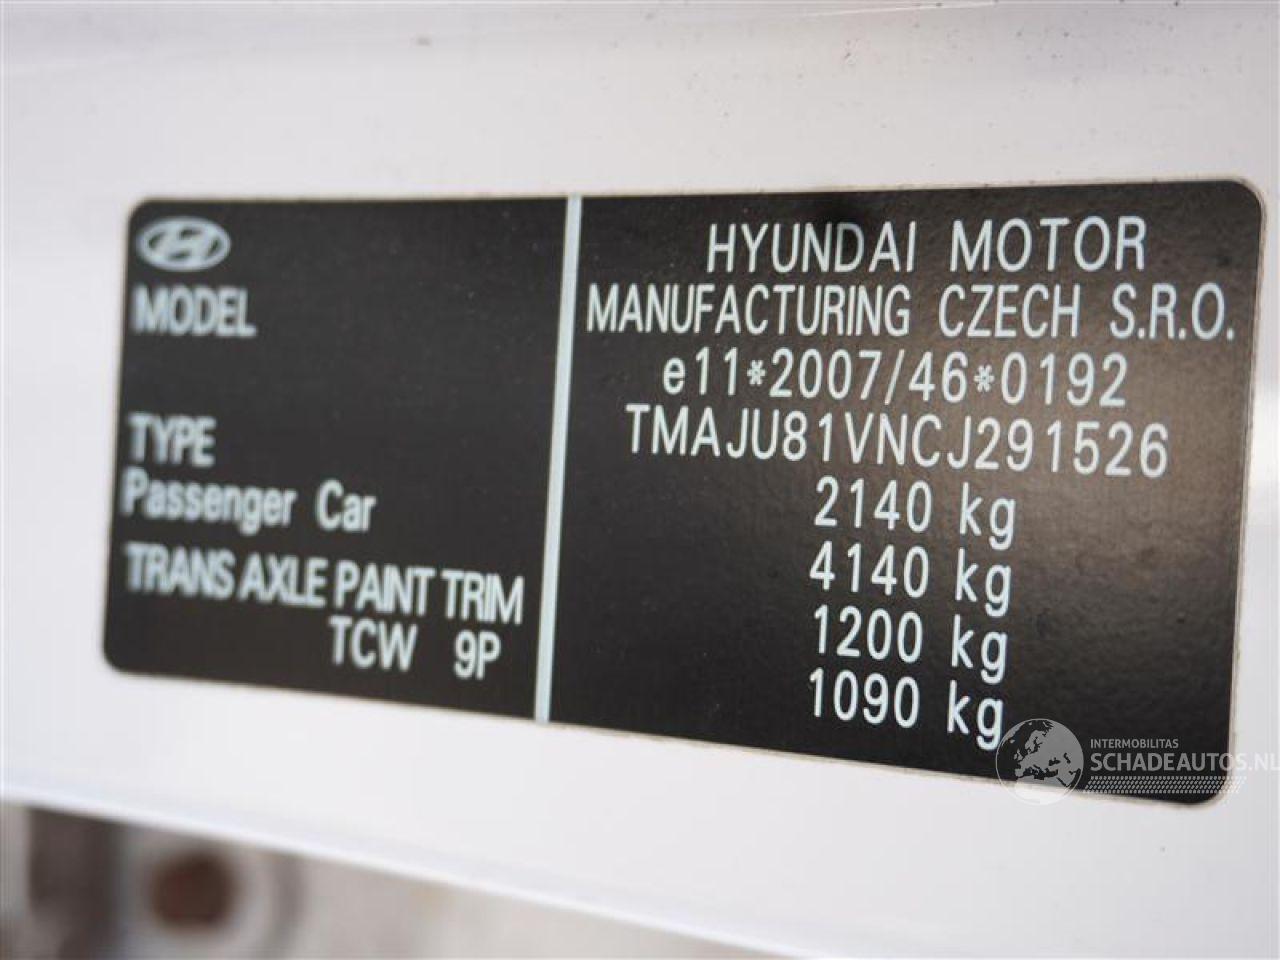 MODEL
TYPE
Passenger Car
TRANS AXLE PAINT TRIM
TCW 9P
HYUNDAI MOTOR
MANUFACTURING CZECH S.R.O.
e11*2007/46*0192
TMAJU81VNCJ291526
2140 kg
4140 kg
1200 kg
1090 kg
INTERMOBILITAS
SCHADEAUTOS.NL